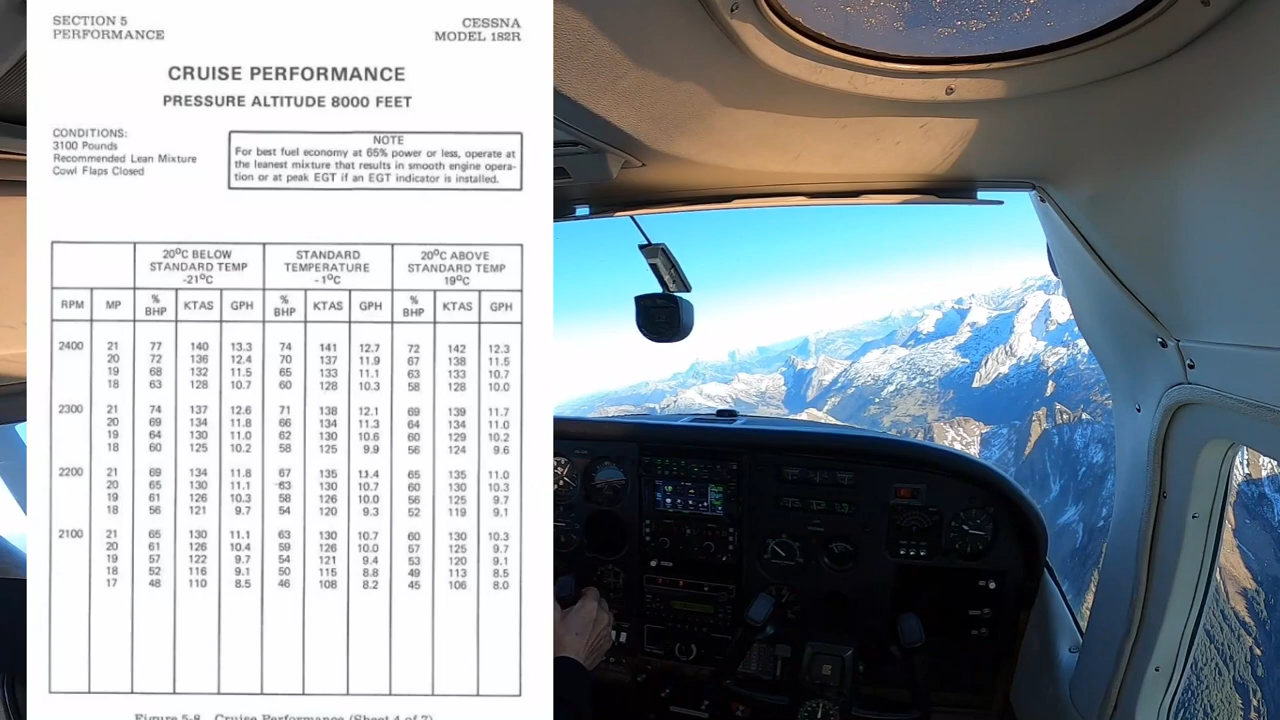 SECTION 5
PERFORMANCE
CESSNA
MODEL 182R
CRUISE PERFORMANCE
PRESSURE ALTITUDE 8000 FEET
CONDITIONS:
3100 Pounds
Recommended Lean Mixture
Cowl Flaps Closed
NOTE
For best fuel economy at 65% power or less, operate at
the leanest mixture that results in smooth engine opera-
tion or at peak EGT if an EGT indicator is installed.
20°C BELOW STANDARD TEMP -21°C
STANDARD TEMPERATURE -1°C
20°C ABOVE STANDARD TEMP 19°C
RPM MP % BHP KTAS GPH % BHP KTAS GPH % BHP KTAS GPH
2400 21 77 140 13.3 74 141 12.7 72 142 12.3
20 72 136 12.4 70 137 11.9 67 138 11.5
19 68 132 11.5 65 133 11.1 63 133 10.7
18 63 128 10.7 60 128 10.3 58 128 10.0
2300 21 74 137 12.6 71 138 12.1 69 139 11.7
20 69 134 11.8 66 134 11.3 64 134 11.0
19 64 130 11.0 62 130 10.6 60 129 10.2
18 60 125 10.2 58 125 9.9 56 124 9.6
2200 21 69 134 11.8 67 135 11.4 65 135 11.0
20 65 130 11.1 63 130 10.7 60 130 10.3
19 61 126 10.3 58 126 10.0 56 125 9.7
18 56 121 9.7 54 120 9.3 52 119 9.1
2100 21 65 130 11.1 63 130 10.7 60 130 10.3
20 61 126 10.4 59 126 10.0 57 125 9.7
19 57 122 9.7 54 121 9.4 53 120 9.1
18 52 116 9.1 50 115 8.8 49 113 8.5
17 48 110 8.5 46 108 8.2 45 106 8.0
Figure 5-8. Cruise Performance (Sheet 4 of 7)